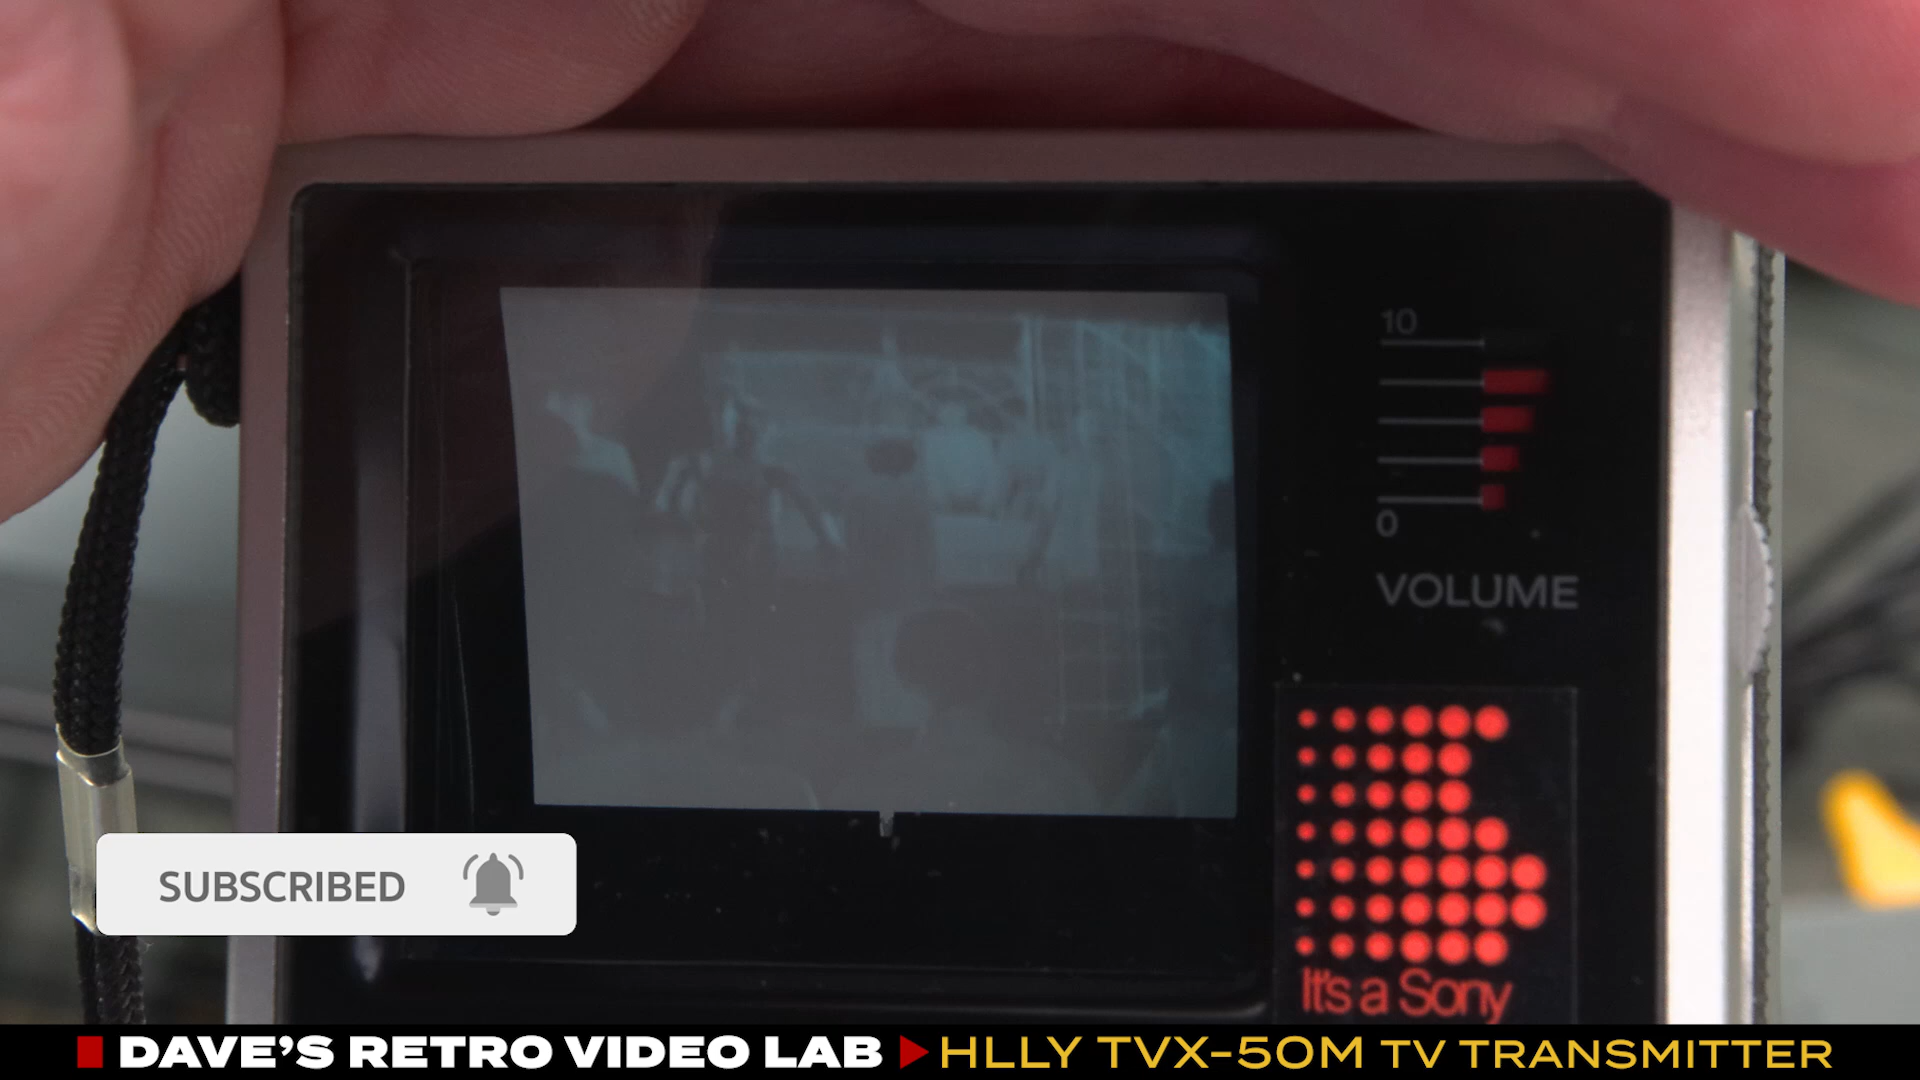 10
0
VOLUME
It's a Sony
SUBSCRIBED
DAVE'S RETRO VIDEO LAB HLLY TVX-50M TV TRANSMITTER